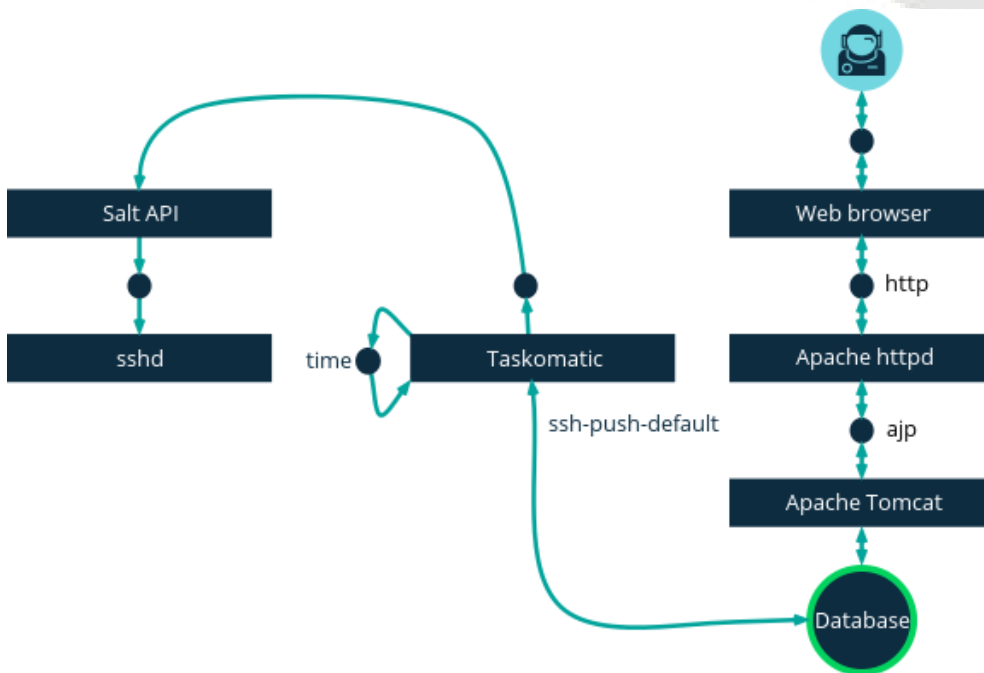 Salt API
Web browser
http
sshd
time
Taskomatic
Apache httpd
ssh-push-default
ajp
Apache Tomcat
Database